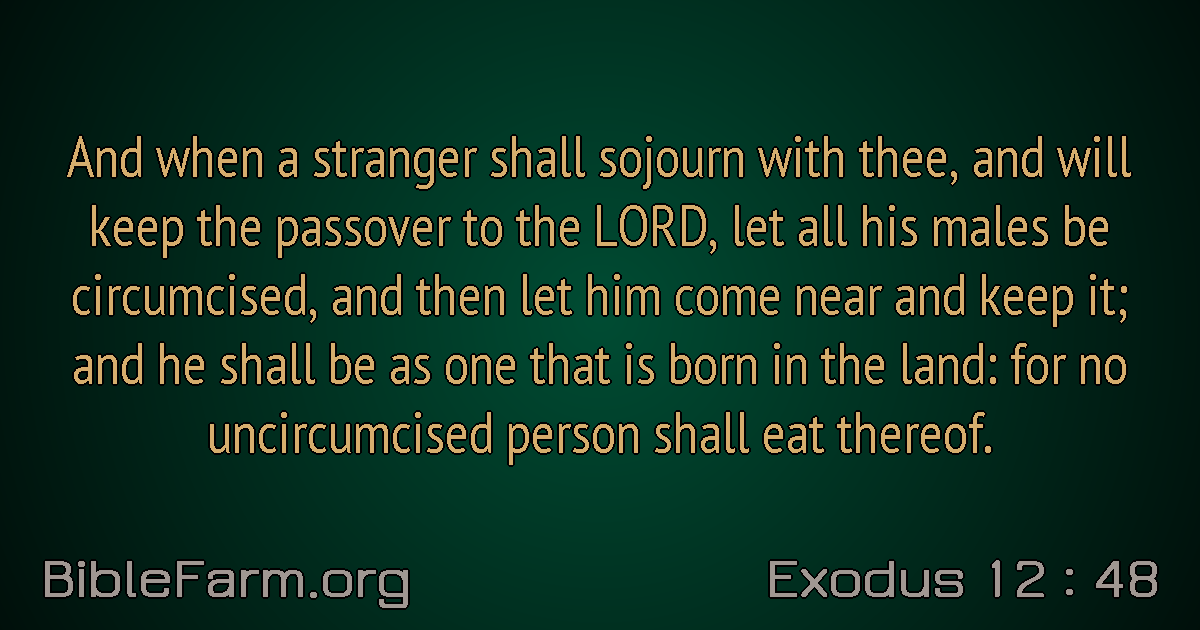 And when a stranger shall sojourn with thee, and will
keep the passover to the LORD, let all his males be
circumcised, and then let him come near and keep it;
and he shall be as one that is born in the land: for no
uncircumcised person shall eat thereof.
BibleFarm.org
Exodus 12 : 48